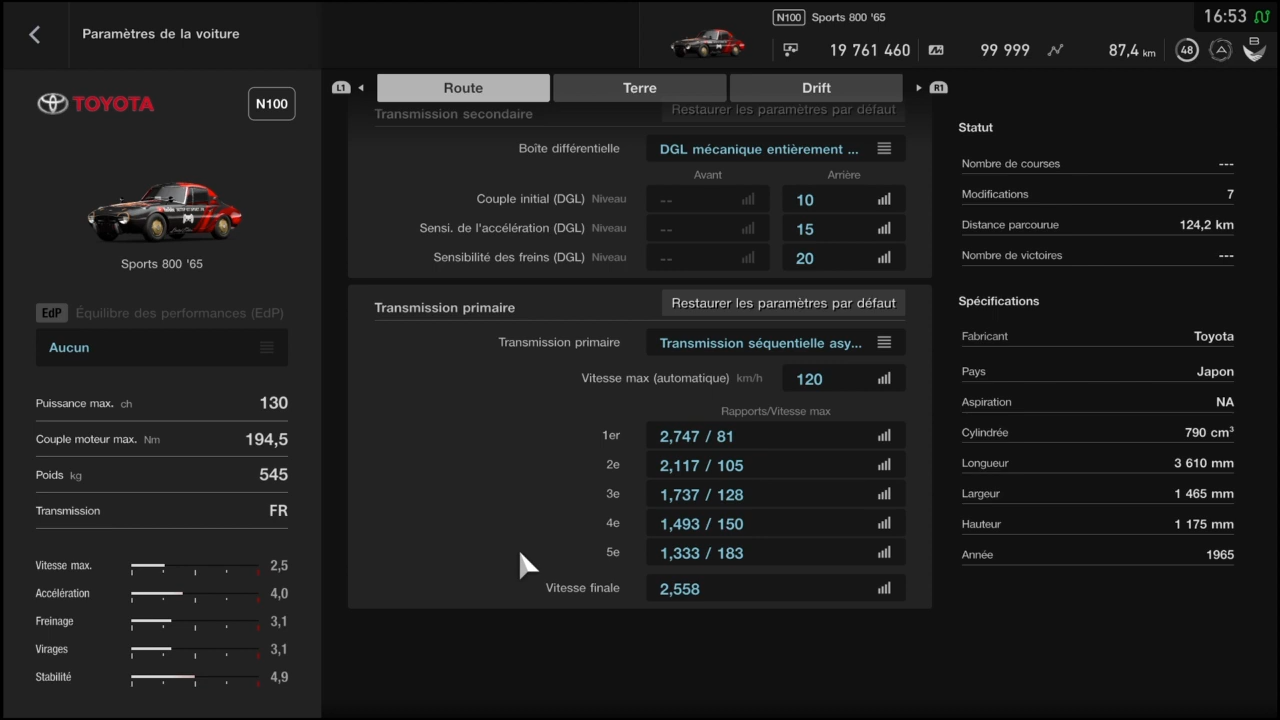 Paramètres de la voiture
N100 Sports 800 '65
16:53
19 761 460 99 999 87,4 km 48 B
TOYOTA N100
Sports 800 '65
EdP Équilibre des performances (EdP)
Aucun
Puissance max. ch 130
Couple moteur max. Nm 194,5
Poids kg 545
Transmission FR
Vitesse max. 2,5
Accélération 4,0
Freinage 3,1
Virages 3,1
Stabilité 4,9
L1 Route Terre Drift R1
Transmission secondaire Restaurer les paramètres par défaut
Boîte différentielle DGL mécanique entièrement ...
Avant Arrière
Couple initial (DGL) Niveau -- 10
Sensi. de l'accélération (DGL) Niveau -- 15
Sensibilité des freins (DGL) Niveau -- 20
Transmission primaire Restaurer les paramètres par défaut
Transmission primaire Transmission séquentielle asy...
Vitesse max (automatique) km/h 120
Rapports/Vitesse max
1er 2,747 / 81
2e 2,117 / 105
3e 1,737 / 128
4e 1,493 / 150
5e 1,333 / 183
Vitesse finale 2,558
Statut
Nombre de courses ---
Modifications 7
Distance parcourue 124,2 km
Nombre de victoires ---
Spécifications
Fabricant Toyota
Pays Japon
Aspiration NA
Cylindrée 790 cm³
Longueur 3 610 mm
Largeur 1 465 mm
Hauteur 1 175 mm
Année 1965